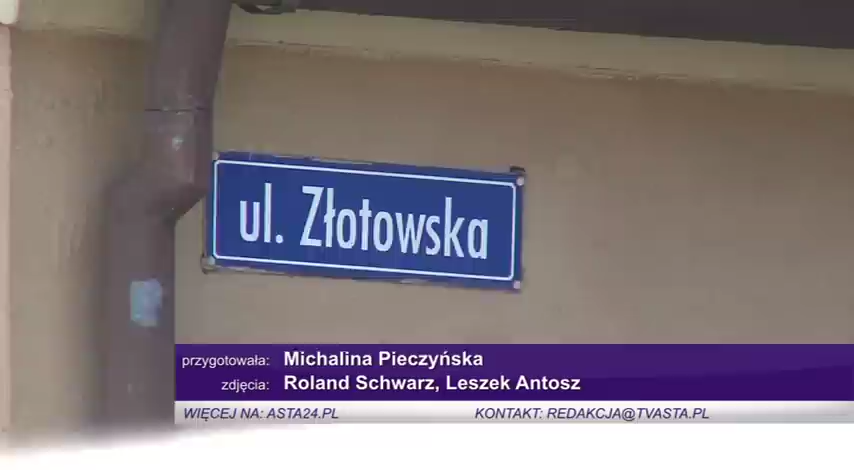 ul. Złotowska
przygotowała: Michalina Pieczyńska
zdjęcia: Roland Schwarz, Leszek Antosz
WIĘCEJ NA: ASTA24.PL KONTAKT: REDAKCJA@TVASTA.PL